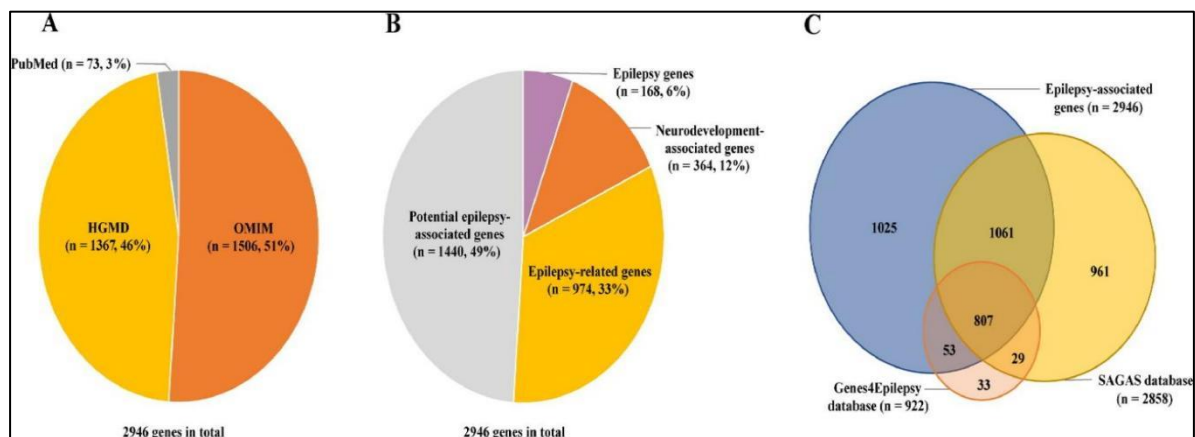 A
PubMed (n = 73, 3%)
HGMD
(n = 1367, 46%)
OMIM
(n = 1506, 51%)
2946 genes in total
B
Epilepsy genes
(n = 168, 6%)
Neurodevelopment-
associated genes
(n = 364, 12%)
Potential epilepsy-
associated genes
(n = 1440, 49%)
Epilepsy-related genes
(n = 974, 33%)
2946 genes in total
C
Epilepsy-associated
genes (n = 2946)
1025
1061
961
807
53
29
33
Genes4Epilepsy
database (n = 922)
SAGAS database
(n = 2858)